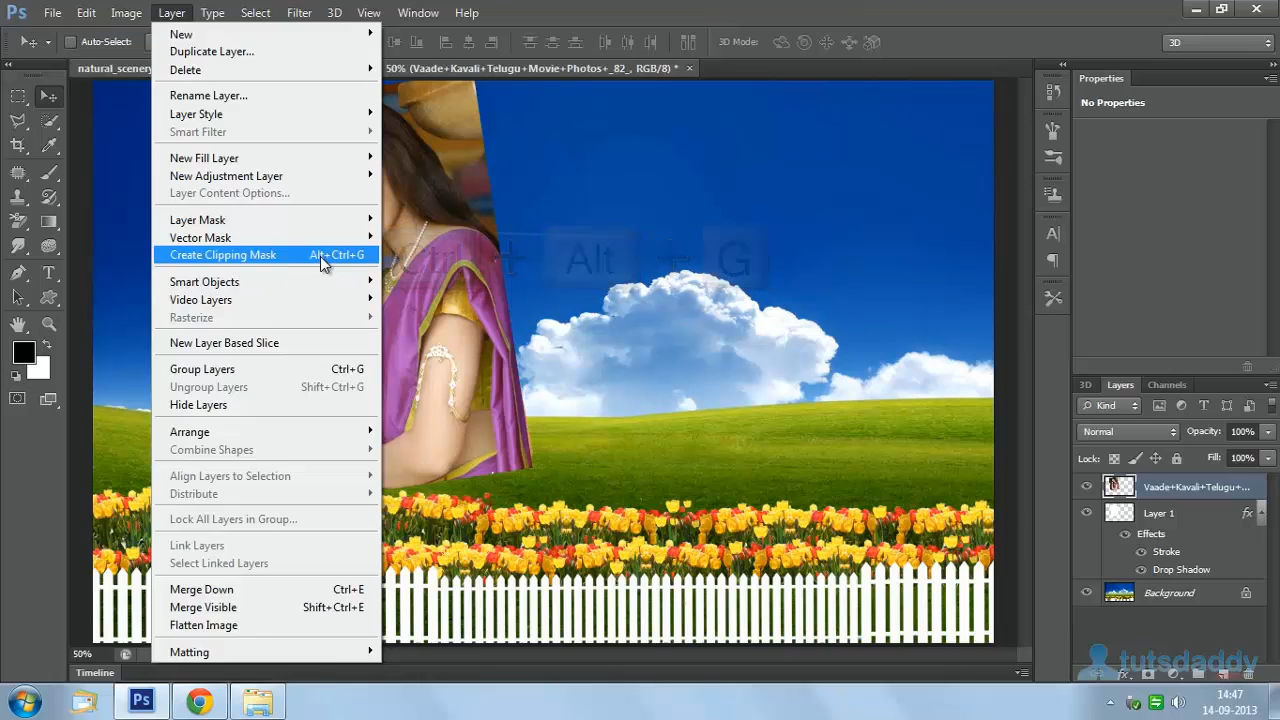 Ps File Edit Image Layer Type Select Filter 3D View Window Help
Auto-Select: 3D Mode: 3D
natural_scenery 50% (Vaade+Kavali+Telugu+Movie+Photos+_82_, RGB/8) * ×
New
Duplicate Layer...
Delete
Rename Layer...
Layer Style
Smart Filter
New Fill Layer
New Adjustment Layer
Layer Content Options...
Layer Mask
Vector Mask
Create Clipping Mask Alt+Ctrl+G
Smart Objects
Video Layers
Rasterize
New Layer Based Slice
Group Layers Ctrl+G
Ungroup Layers Shift+Ctrl+G
Hide Layers
Arrange
Combine Shapes
Align Layers to Selection
Distribute
Lock All Layers in Group...
Link Layers
Select Linked Layers
Merge Down Ctrl+E
Merge Visible Shift+Ctrl+E
Flatten Image
Matting
Ctrl + Alt + G
Properties
No Properties
3D Layers Channels
Kind
Normal Opacity: 100%
Lock: Fill: 100%
Vaade+Kavali+Telugu+...
Layer 1 fx
Effects
Stroke
Drop Shadow
Background
tutsdaddy
50%
Timeline
Ps
14:47
14-09-2013